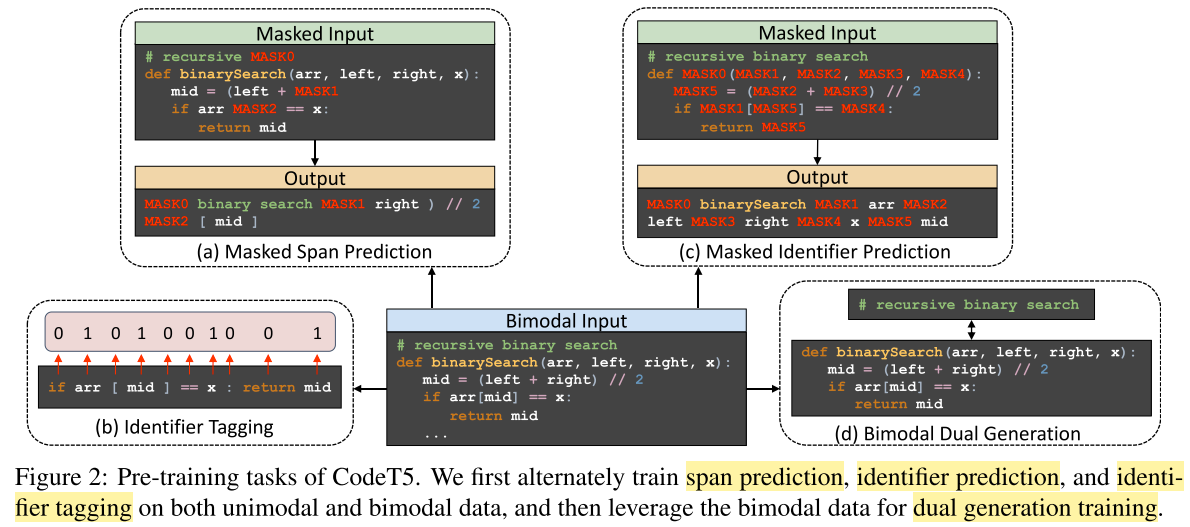 Masked Input
# recursive MASK0
def binarySearch(arr, left, right, x):
mid = (left + MASK1
if arr MASK2 == x:
return mid
Output
MASK0 binary search MASK1 right ) // 2
MASK2 [ mid ]
(a) Masked Span Prediction
Masked Input
# recursive binary search
def MASK0(MASK1, MASK2, MASK3, MASK4):
MASK5 = (MASK2 + MASK3) // 2
if MASK1[MASK5] == MASK4:
return MASK5
Output
MASK0 binarySearch MASK1 arr MASK2
left MASK3 right MASK4 x MASK5 mid
(c) Masked Identifier Prediction
0 1 0 1 0 0 1 0 0 1
if arr [ mid ] == x : return mid
(b) Identifier Tagging
Bimodal Input
# recursive binary search
def binarySearch(arr, left, right, x):
mid = (left + right) // 2
if arr[mid] == x:
return mid
...
# recursive binary search
def binarySearch(arr, left, right, x):
mid = (left + right) // 2
if arr[mid] == x:
return mid
(d) Bimodal Dual Generation
Figure 2: Pre-training tasks of CodeT5. We first alternately train span prediction, identifier prediction, and identi-
fier tagging on both unimodal and bimodal data, and then leverage the bimodal data for dual generation training.